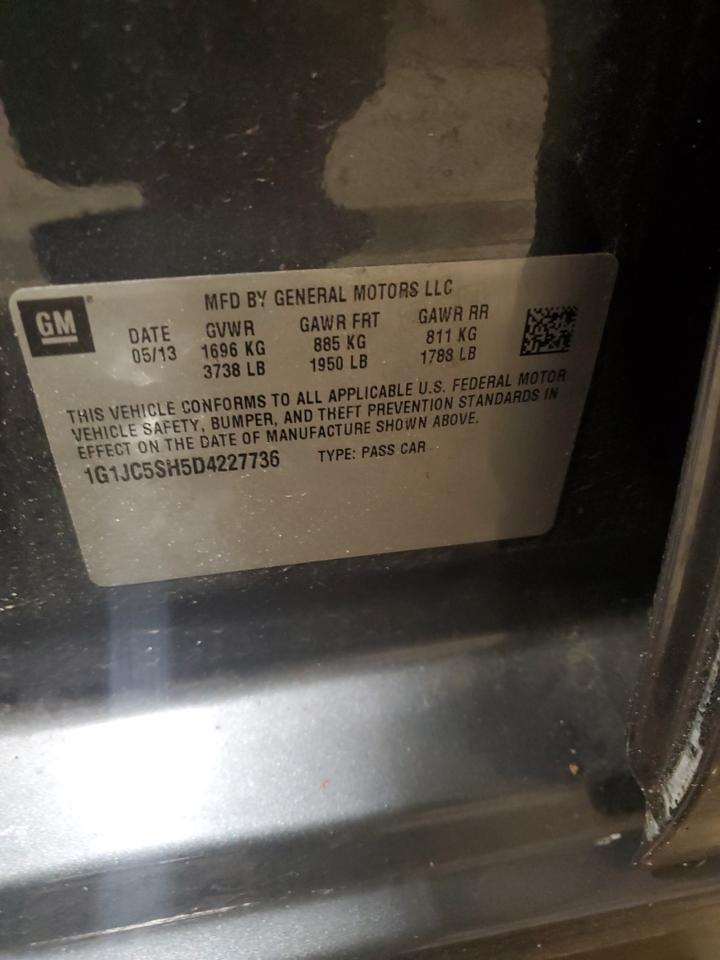 GM
MFD BY GENERAL MOTORS LLC
DATE GVWR GAWR FRT GAWR RR
05/13 1696 KG 885 KG 811 KG
3738 LB 1950 LB 1788 LB
THIS VEHICLE CONFORMS TO ALL APPLICABLE U.S. FEDERAL MOTOR
VEHICLE SAFETY, BUMPER, AND THEFT PREVENTION STANDARDS IN
EFFECT ON THE DATE OF MANUFACTURE SHOWN ABOVE.
1G1JC5SH5D4227736 TYPE: PASS CAR